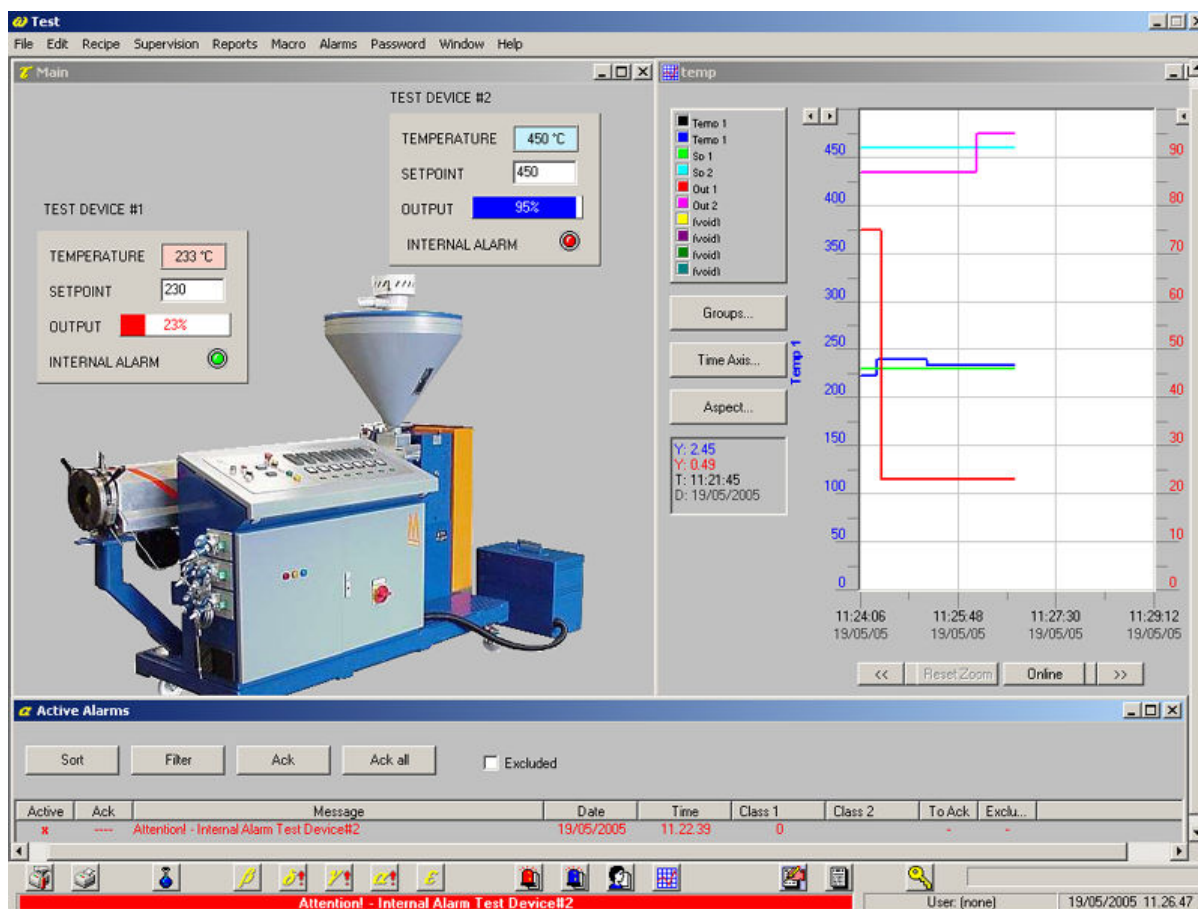 Test
File Edit Recipe Supervision Reports Macro Alarms Password Window Help
Main
TEST DEVICE #2
TEMPERATURE 450 °C
SETPOINT 450
OUTPUT 95%
INTERNAL ALARM
TEST DEVICE #1
TEMPERATURE 233 °C
SETPOINT 230
OUTPUT 23%
INTERNAL ALARM
temp
Temp 1
Temp 1
Sp 1
Sp 2
Out 1
Out 2
(void)
(void)
(void)
(void)
Groups...
Time Axis...
Aspect...
Y: 2.45
Y: 0.49
T: 11:21:45
D: 19/05/2005
Temp 1
450 90
400 80
350 70
300 60
250 50
200 40
150 30
100 20
50 10
0 0
11:24:06 11:25:48 11:27:30 11:29:12
19/05/05 19/05/05 19/05/05 19/05/05
<< Reset Zoom Online >>
Active Alarms
Sort Filter Ack Ack all Excluded
Active Ack Message Date Time Class 1 Class 2 To Ack Exclu...
x ---- Attention! - Internal Alarm Test Device#2 19/05/2005 11.22.39 0 - -
β δ γ α ε
Attention! - Internal Alarm Test Device#2 User: (none) 19/05/2005 11.26.47